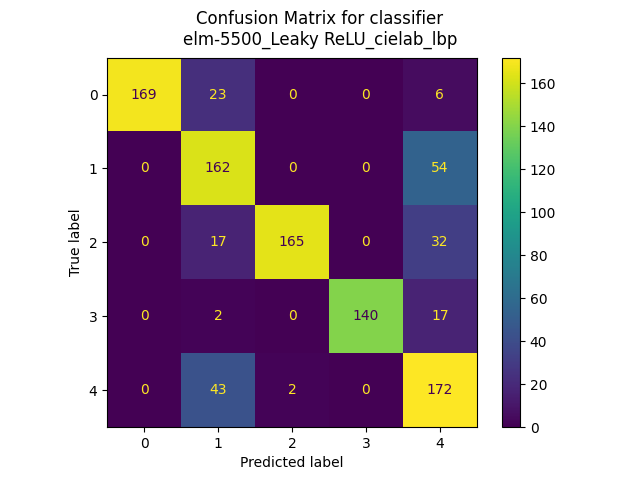 Confusion Matrix for classifier
elm-5500_Leaky ReLU_cielab_lbp
True label
0 169 23 0 0 6
1 0 162 0 0 54
2 0 17 165 0 32
3 0 2 0 140 17
4 0 43 2 0 172
0 1 2 3 4
Predicted label
160
140
120
100
80
60
40
20
0